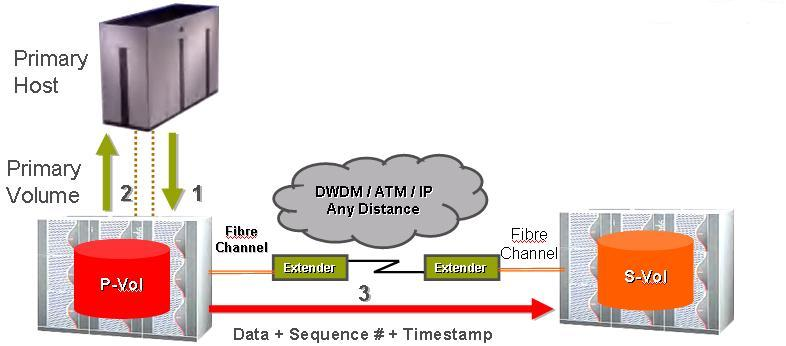 Primary
Host
Primary
Volume
2
1
DWDM / ATM / IP
Any Distance
Fibre
Channel
Extender
Extender
Fibre
Channel
P-Vol
S-Vol
3
Data + Sequence # + Timestamp